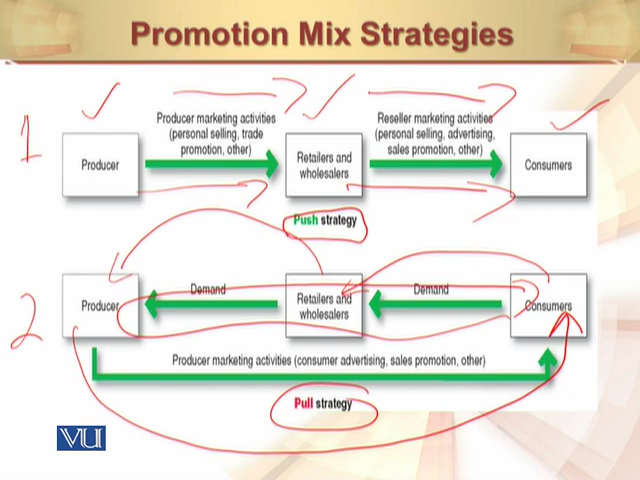 Promotion Mix Strategies
1
Producer
Producer marketing activities
(personal selling, trade
promotion, other)
Retailers and
wholesalers
Reseller marketing activities
(personal selling, advertising,
sales promotion, other)
Consumers
Push strategy
2
Producer
Demand
Retailers and
wholesalers
Demand
Consumers
Producer marketing activities (consumer advertising, sales promotion, other)
Pull strategy
VU